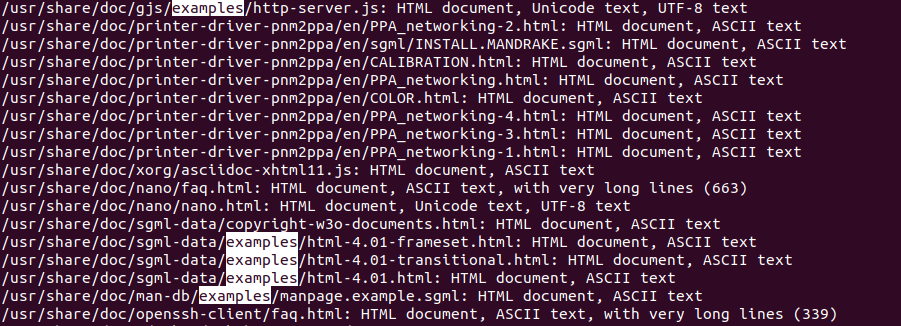 /usr/share/doc/gjs/examples/http-server.js: HTML document, Unicode text, UTF-8 text
/usr/share/doc/printer-driver-pnm2ppa/en/PPA_networking-2.html: HTML document, ASCII text
/usr/share/doc/printer-driver-pnm2ppa/en/sgml/INSTALL.MANDRAKE.sgml: HTML document, ASCII text
/usr/share/doc/printer-driver-pnm2ppa/en/CALIBRATION.html: HTML document, ASCII text
/usr/share/doc/printer-driver-pnm2ppa/en/PPA_networking.html: HTML document, ASCII text
/usr/share/doc/printer-driver-pnm2ppa/en/COLOR.html: HTML document, ASCII text
/usr/share/doc/printer-driver-pnm2ppa/en/PPA_networking-4.html: HTML document, ASCII text
/usr/share/doc/printer-driver-pnm2ppa/en/PPA_networking-3.html: HTML document, ASCII text
/usr/share/doc/printer-driver-pnm2ppa/en/PPA_networking-1.html: HTML document, ASCII text
/usr/share/doc/xorg/asciidoc-xhtml11.js: HTML document, ASCII text
/usr/share/doc/nano/faq.html: HTML document, ASCII text, with very long lines (663)
/usr/share/doc/nano/nano.html: HTML document, Unicode text, UTF-8 text
/usr/share/doc/sgml-data/copyright-w3o-documents.html: HTML document, ASCII text
/usr/share/doc/sgml-data/examples/html-4.01-frameset.html: HTML document, ASCII text
/usr/share/doc/sgml-data/examples/html-4.01-transitional.html: HTML document, ASCII text
/usr/share/doc/sgml-data/examples/html-4.01.html: HTML document, ASCII text
/usr/share/doc/man-db/examples/manpage.example.sgml: HTML document, ASCII text
/usr/share/doc/openssh-client/faq.html: HTML document, ASCII text, with very long lines (339)